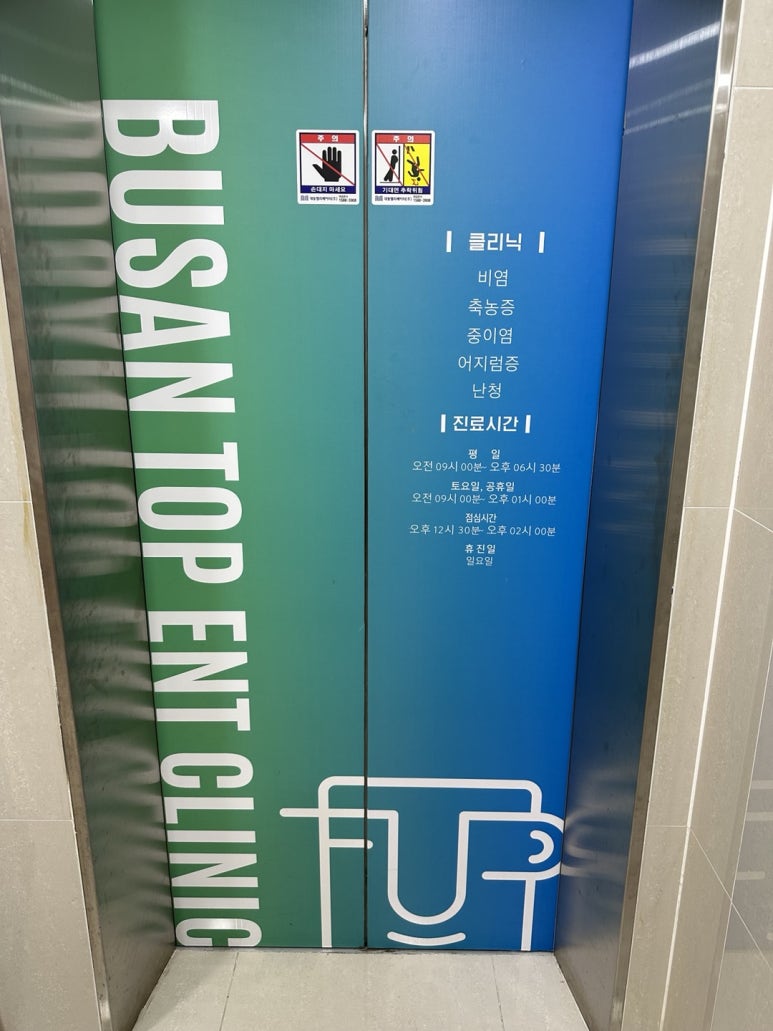 BUSAN TOP ENT CLINIC
주 의
손대지 마세요
주 의
기대면 추락위험
클리닉
비염
축농증
중이염
어지럼증
난청
진료시간
평 일
오전 09시 00분~ 오후 06시 30분
토요일, 공휴일
오전 09시 00분~ 오후 01시 00분
점심시간
오후 12시 30분~ 오후 02시 00분
휴진일
일요일